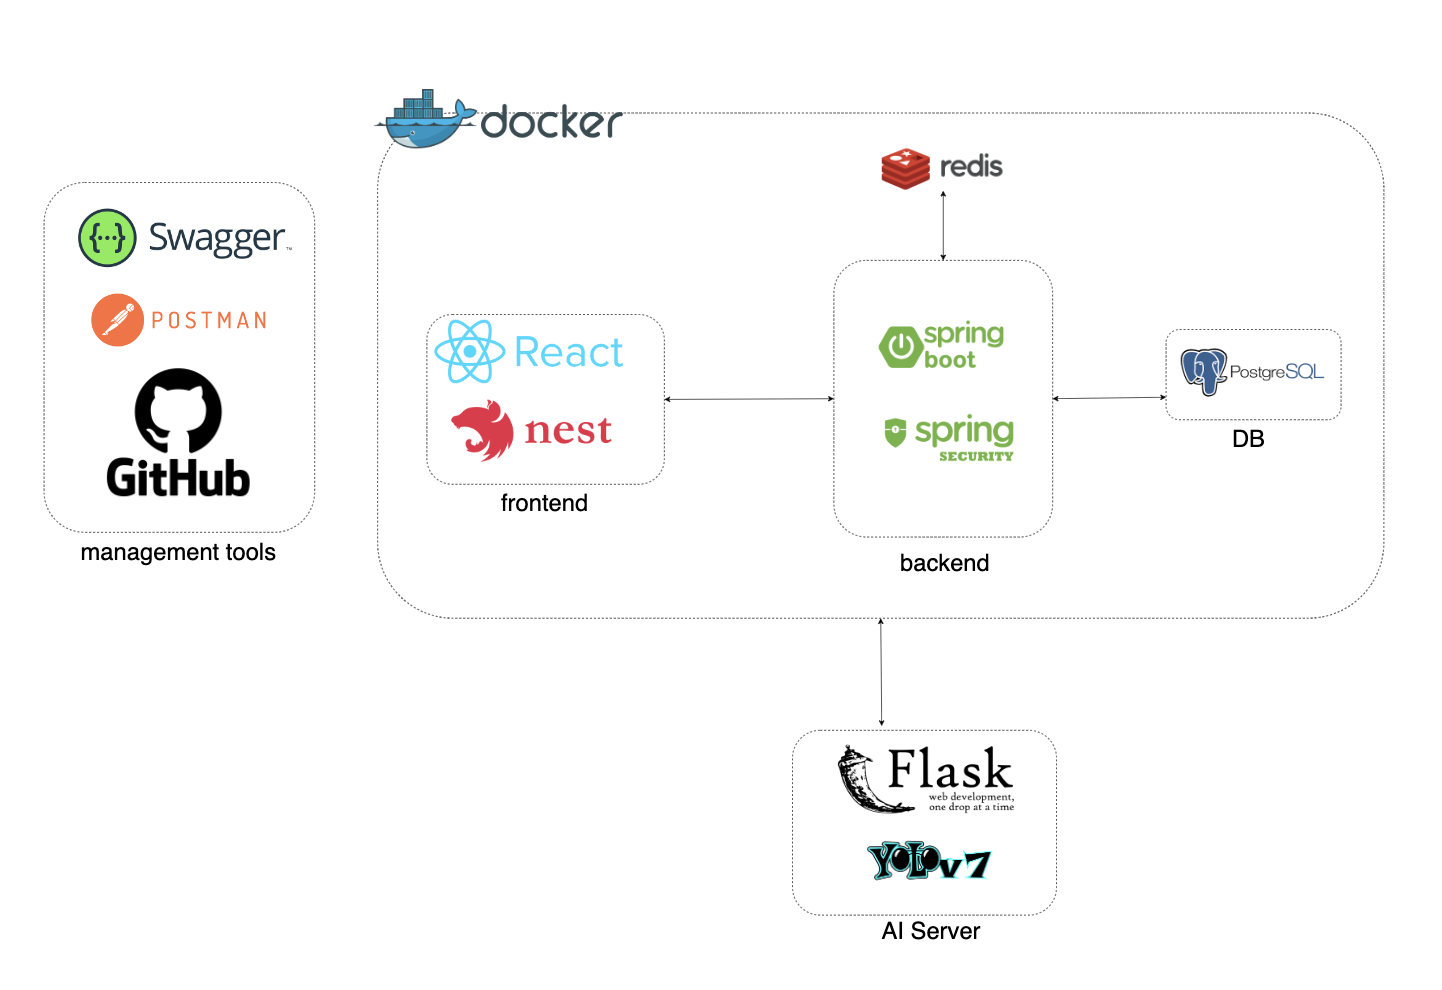 docker
redis
Swagger™
POSTMAN
GitHub
management tools
React
nest
frontend
spring
boot
spring
SECURITY
backend
PostgreSQL
DB
Flask
web development,
one drop at a time
YOLOv7
AI Server